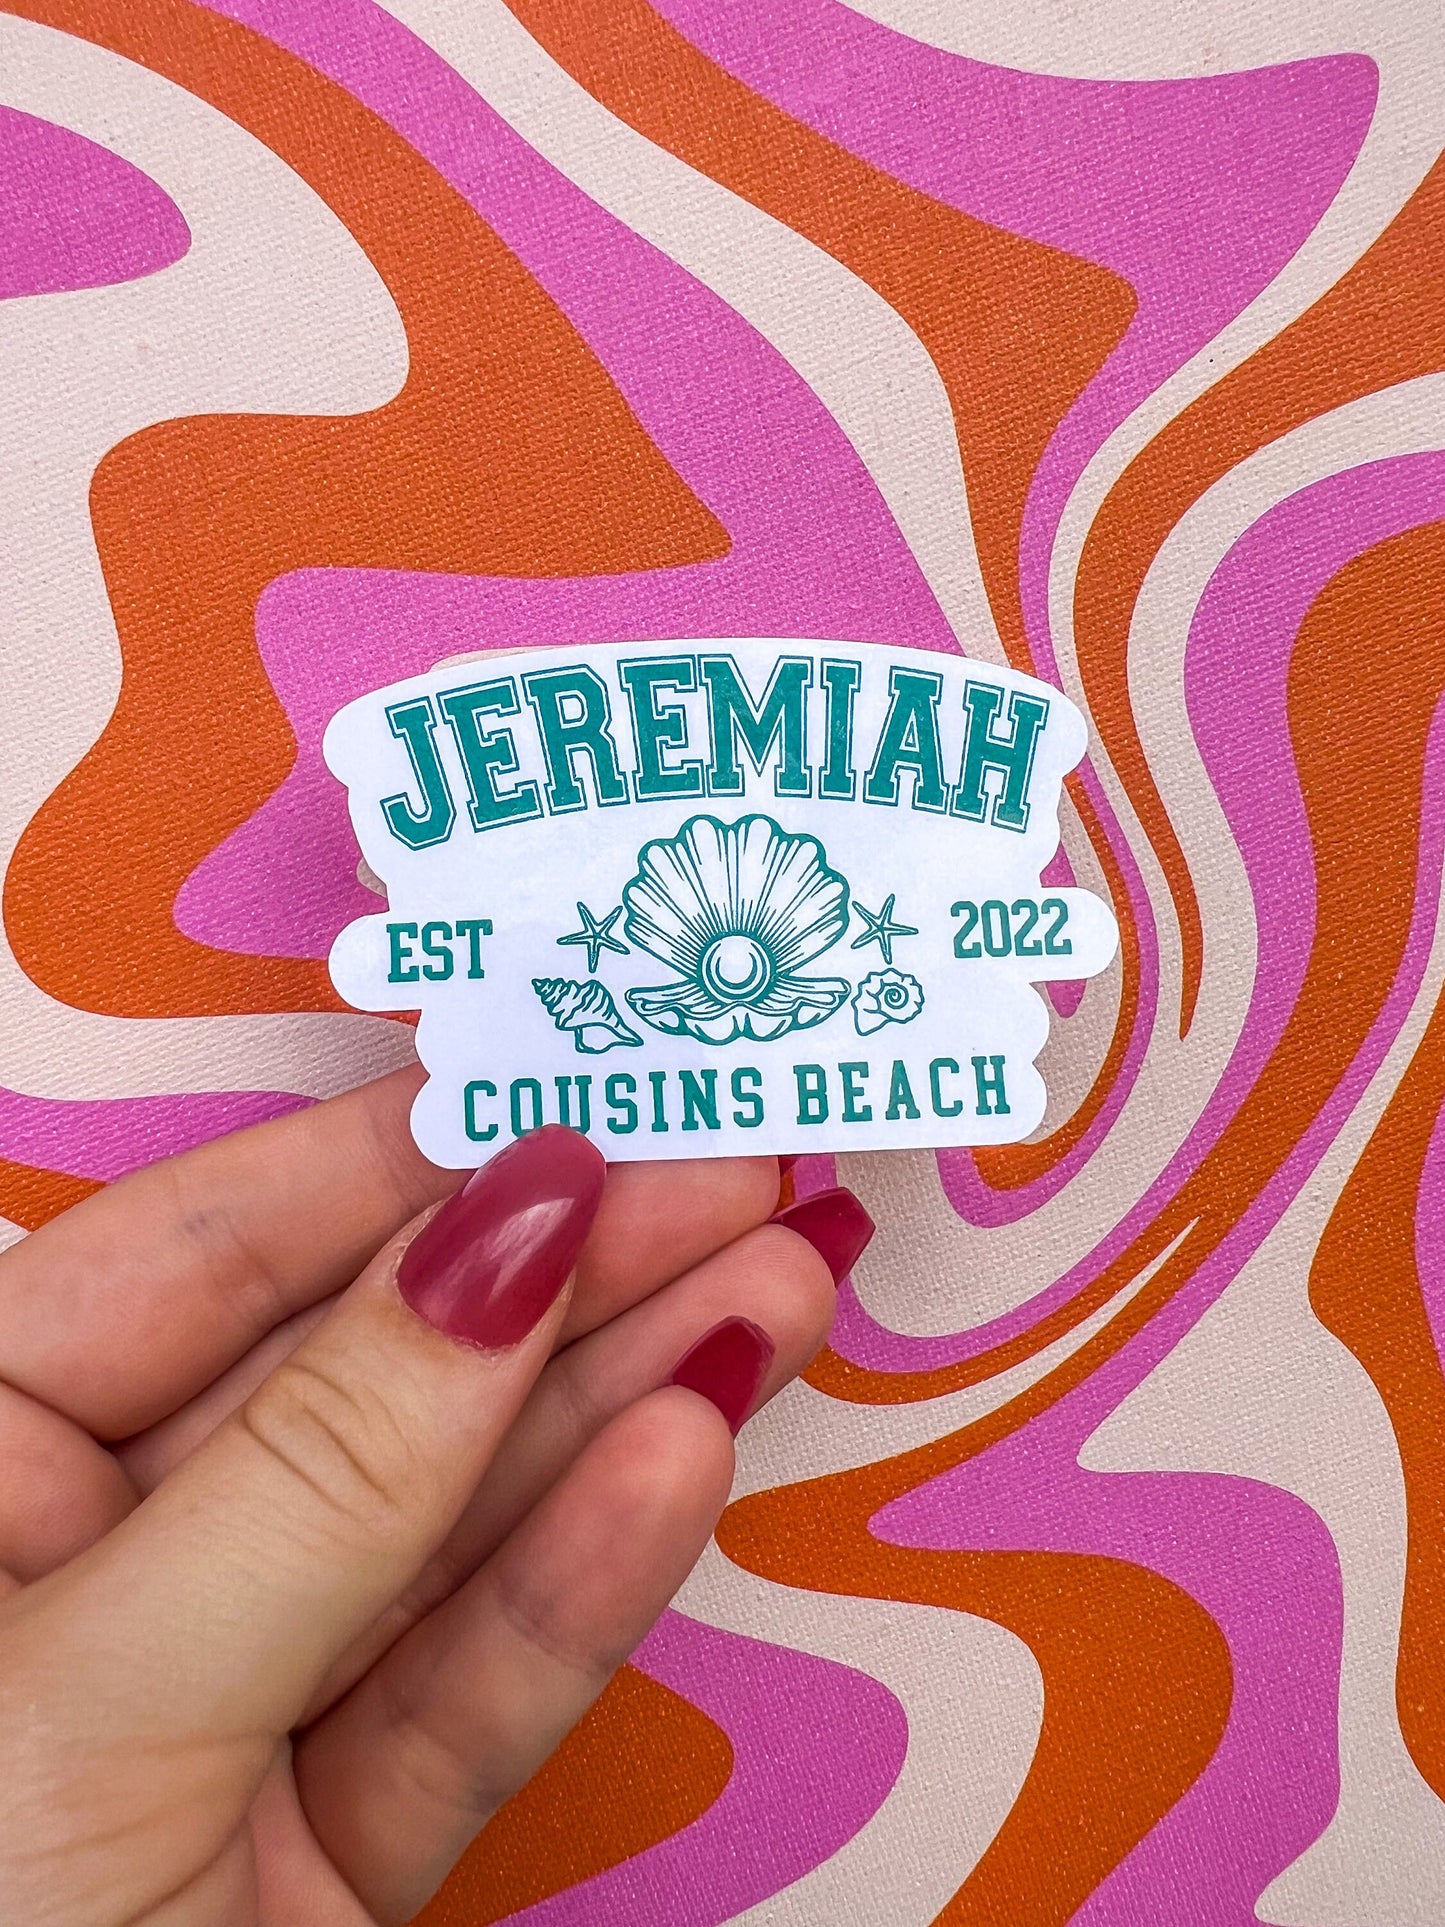 JEREMIAH
EST 2022
COUSINS BEACH